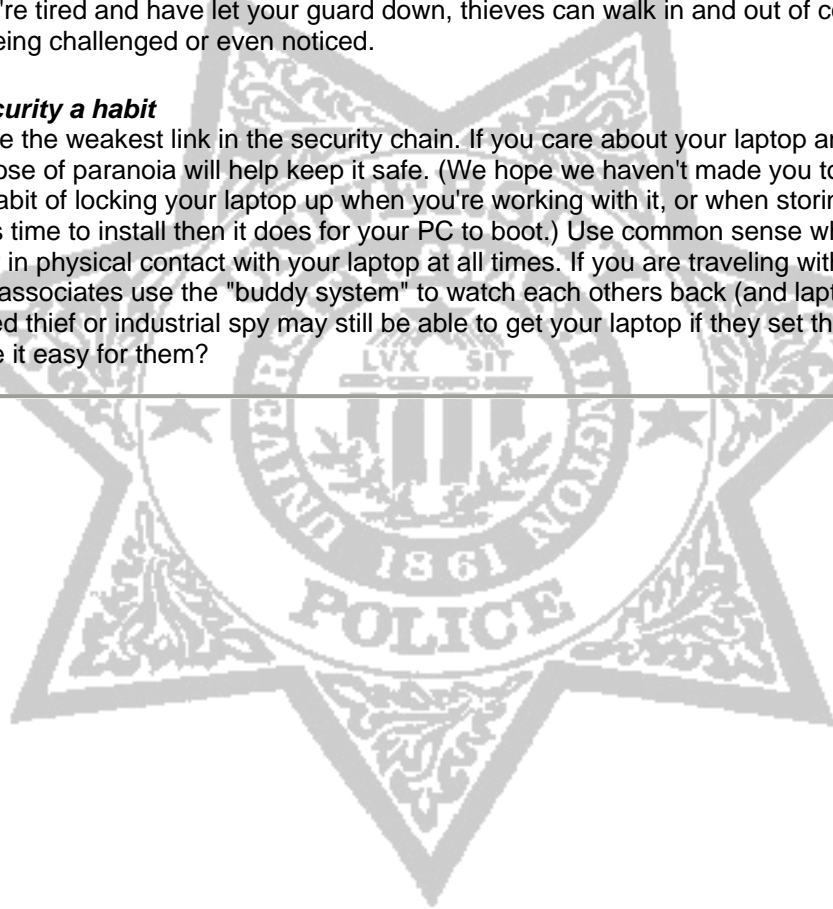 're tired and have let your guard down, thieves can walk in and out of co
eing challenged or even noticed.
curity a habit
e the weakest link in the security chain. If you care about your laptop an
ose of paranoia will help keep it safe. (We hope we haven't made you to
abit of locking your laptop up when you're working with it, or when storin
s time to install then it does for your PC to boot.) Use common sense wh
in physical contact with your laptop at all times. If you are traveling with
associates use the "buddy system" to watch each others back (and lapt
ed thief or industrial spy may still be able to get your laptop if they set th
e it easy for them?
LVX SIT
1861
POLICE